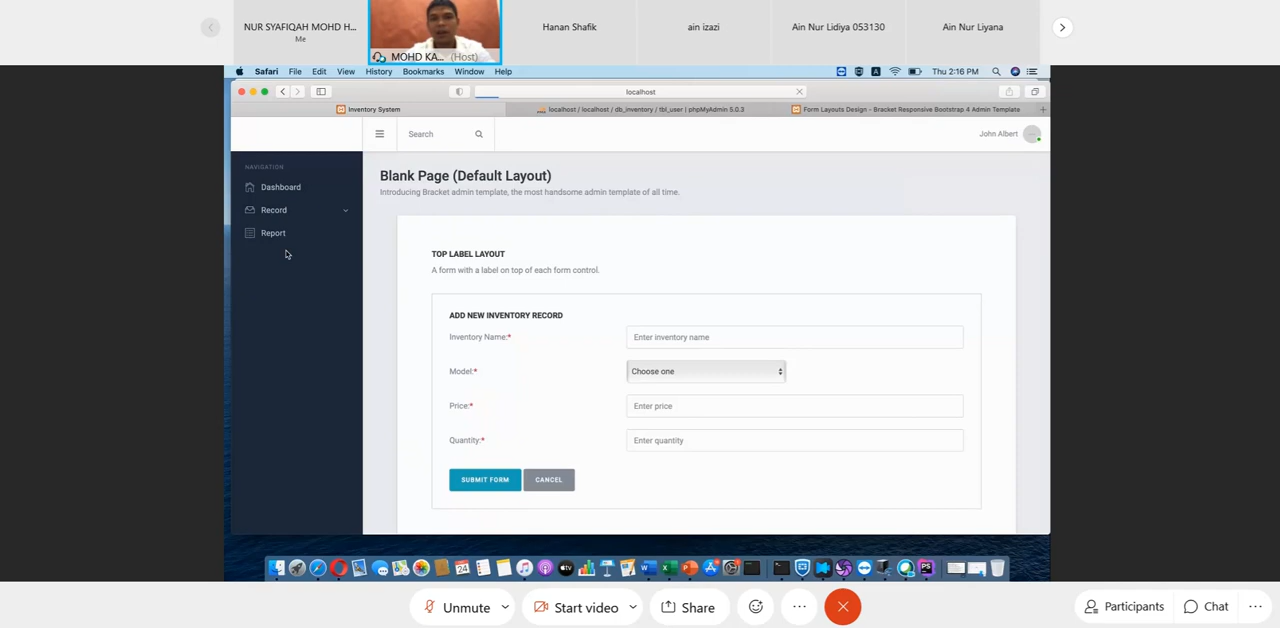 NUR SYAFIQAH MOHD H...
Me
MOHD KA... (Host)
Hanan Shafik
ain izazi
Ain Nur Lidiya 053130
Ain Nur Liyana
Safari File Edit View History Bookmarks Window Help
Thu 2:16 PM
localhost
Inventory System
localhost / localhost / db_inventory / tbl_user | phpMyAdmin 5.0.3
Form Layouts Design - Bracket Responsive Bootstrap 4 Admin Template
Search
John Albert
NAVIGATION
Dashboard
Record
Report
Blank Page (Default Layout)
Introducing Bracket admin template, the most handsome admin template of all time.
TOP LABEL LAYOUT
A form with a label on top of each form control.
ADD NEW INVENTORY RECORD
Inventory Name:* Enter inventory name
Model:* Choose one
Price:* Enter price
Quantity:* Enter quantity
SUBMIT FORM CANCEL
Unmute
Start video
Share
Participants
Chat